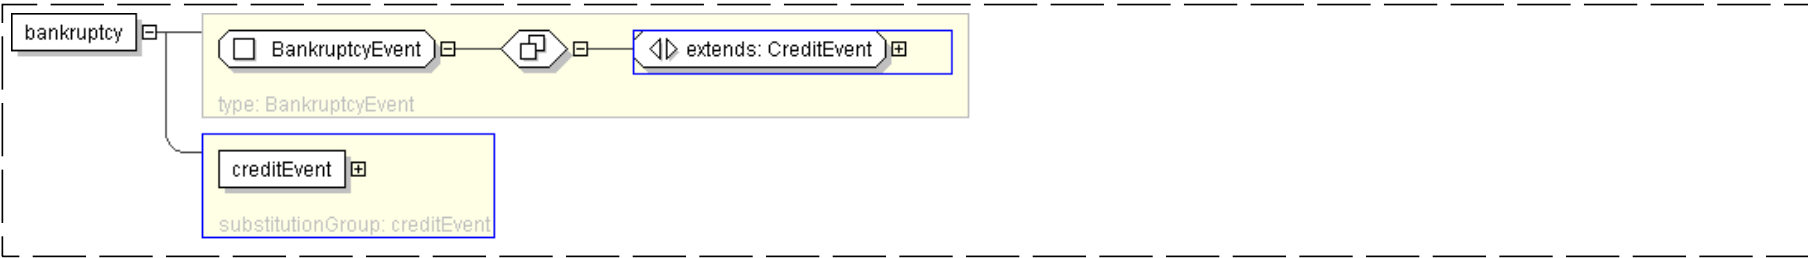 bankruptcy
BankruptcyEvent
extends: CreditEvent
type: BankruptcyEvent
creditEvent
substitutionGroup: creditEvent